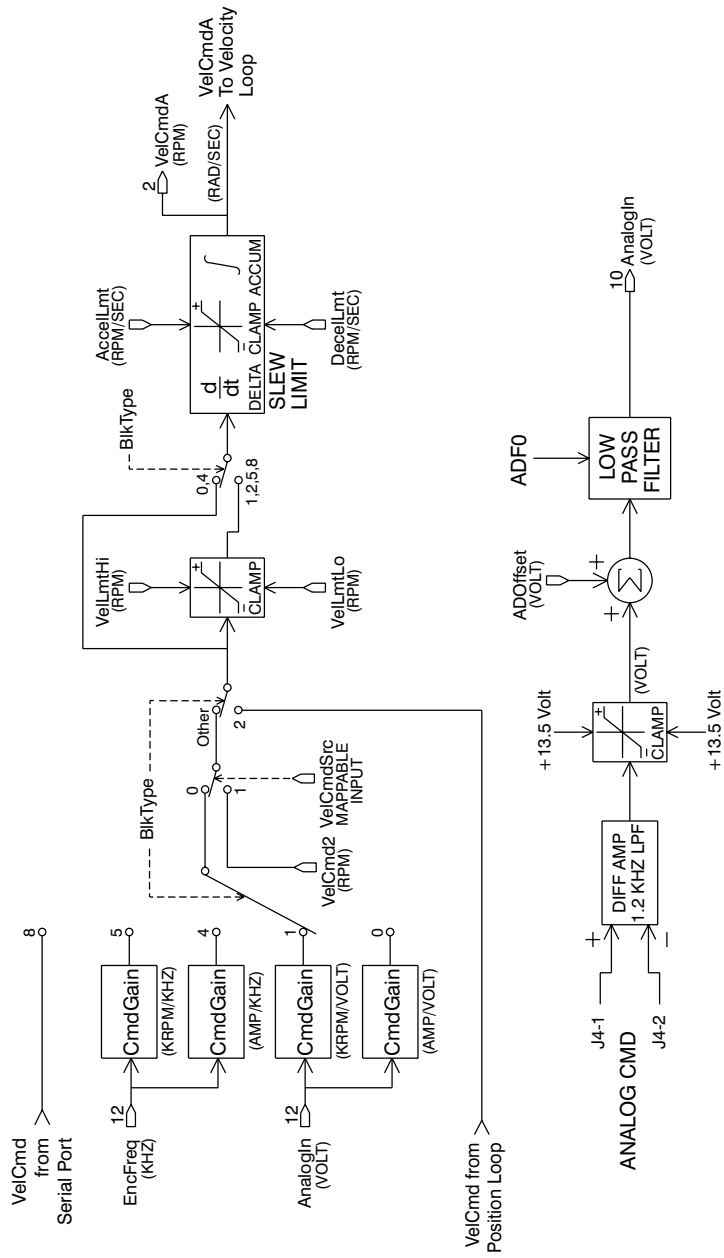 VelCmd
from
Serial Port
8
EncFreq
(KHZ)
12
CmdGain
(KRPM/KHZ)
5
CmdGain
(AMP/KHZ)
4
AnalogIn
(VOLT)
12
CmdGain
(KRPM/VOLT)
1
CmdGain
(AMP/VOLT)
0
VelCmd from
Position Loop
BlkType
0
1
VelCmd2
(RPM)
VelCmdSrc
MAPPABLE
INPUT
Other
2
VelLmtHi
(RPM)
+
–
CLAMP
VelLmtLo
(RPM)
BlkType
0,4
1,2,5,8
AccelLmt
(RPM/SEC)
d
dt
+
–
∫
DELTA CLAMP ACCUM
SLEW
LIMIT
DecelLmt
(RPM/SEC)
2
VelCmdA
(RPM)
(RAD/SEC)
VelCmdA
To Velocity
Loop
J4-1
J4-2
ANALOG CMD
+
–
DIFF AMP
1.2 KHZ LPF
+13.5 Volt
+
–
CLAMP
+13.5 Volt
(VOLT)
ADOffset
(VOLT)
+
+
Σ
ADF0
LOW
PASS
FILTER
10
AnalogIn
(VOLT)